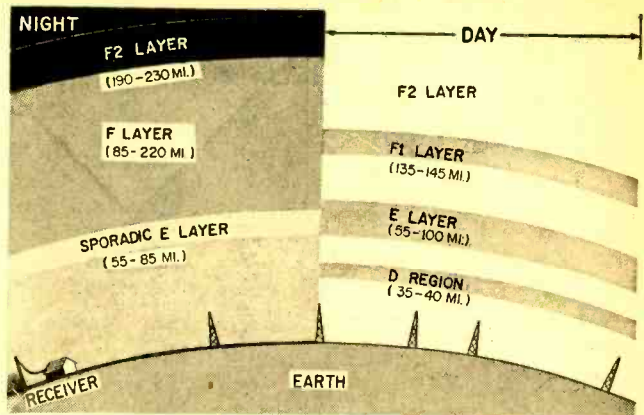 NIGHT
F2 LAYER
(190-230 MI.)
F LAYER
(85-220 MI.)
SPORADIC E LAYER
(55-85 MI.)
RECEIVER
EARTH
DAY
F2 LAYER
F1 LAYER
(135-145 MI.)
E LAYER
(55-100 MI.)
D REGION
(35-40 MI.)